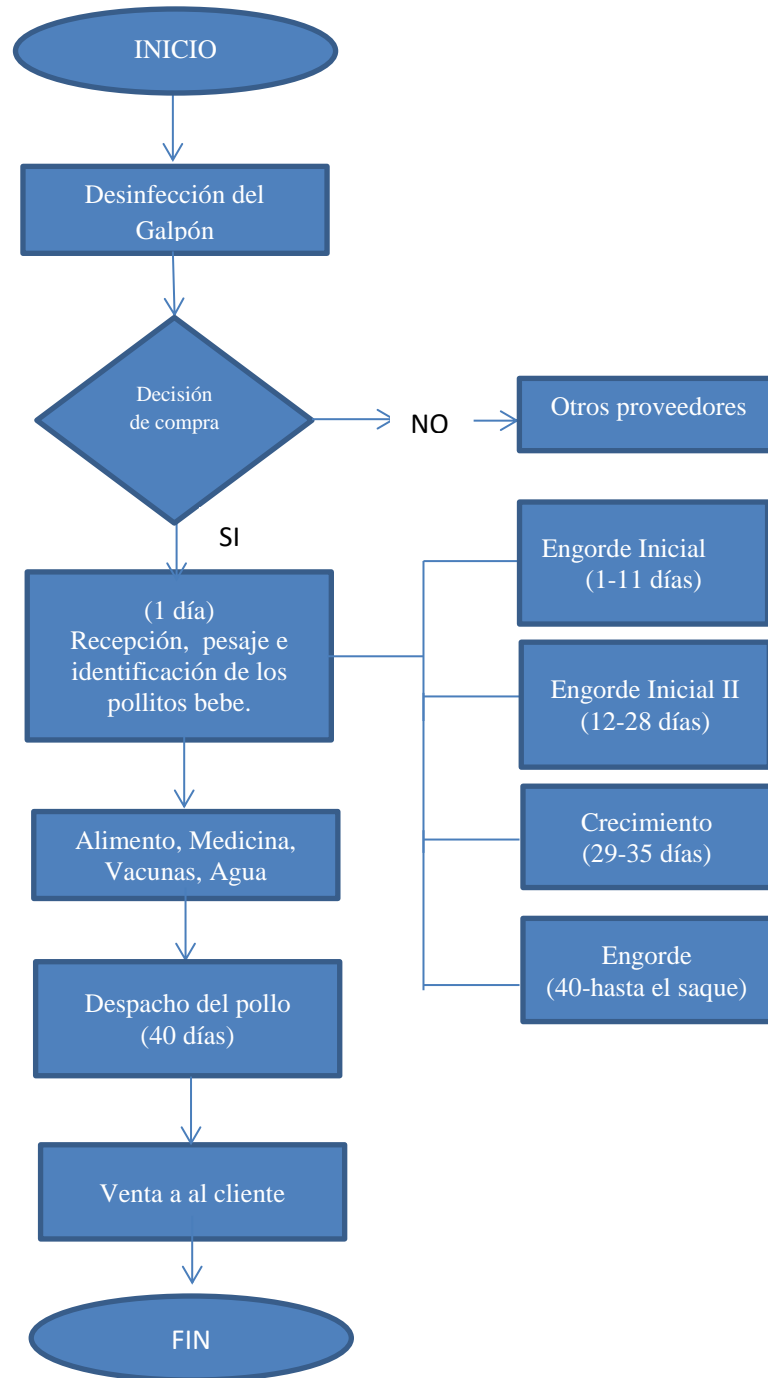 INICIO
Desinfección del
Galpón
Decisión
de compra
NO
Otros proveedores
SI
(1 día)
Recepción, pesaje e
identificación de los
pollitos bebe.
Engorde Inicial
(1-11 días)
Engorde Inicial II
(12-28 días)
Crecimiento
(29-35 días)
Engorde
(40-hasta el saque)
Alimento, Medicina,
Vacunas, Agua
Despacho del pollo
(40 días)
Venta a al cliente
FIN